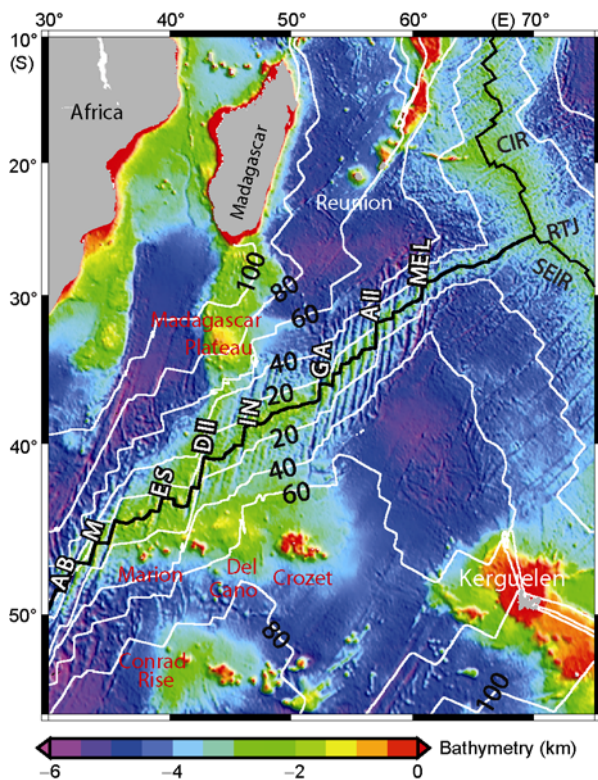 30° 40° 50° 60° (E) 70°
10°
(S)
Africa
Madagascar
CIR
20°
Reunion
RTJ
SEIR
MEL
100
80
30°
AII
60
Madagascar
Plateau
GA
40
20
IN
DII
20
40°
40
ES
60
M
AB
Marion
Del
Cano
Crozet
Kerguelen
50°
80
Conrad
Rise
100
Bathymetry (km)
−6 −4 −2 0